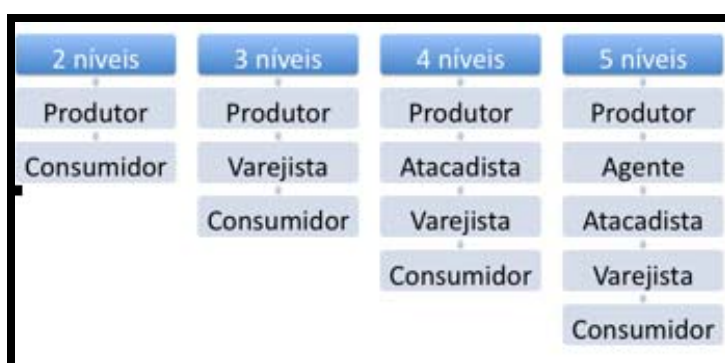 2 níveis
Produtor
Consumidor
3 níveis
Produtor
Varejista
Consumidor
4 níveis
Produtor
Atacadista
Varejista
Consumidor
5 níveis
Produtor
Agente
Atacadista
Varejista
Consumidor